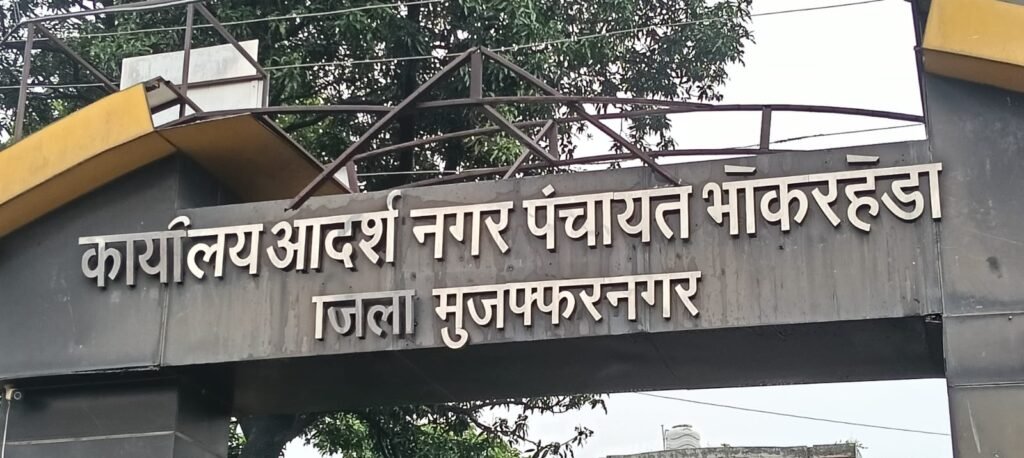 कार्यालय आदर्श नगर पंचायत भोकरहेडा
जिला मुजफ्फरनगर